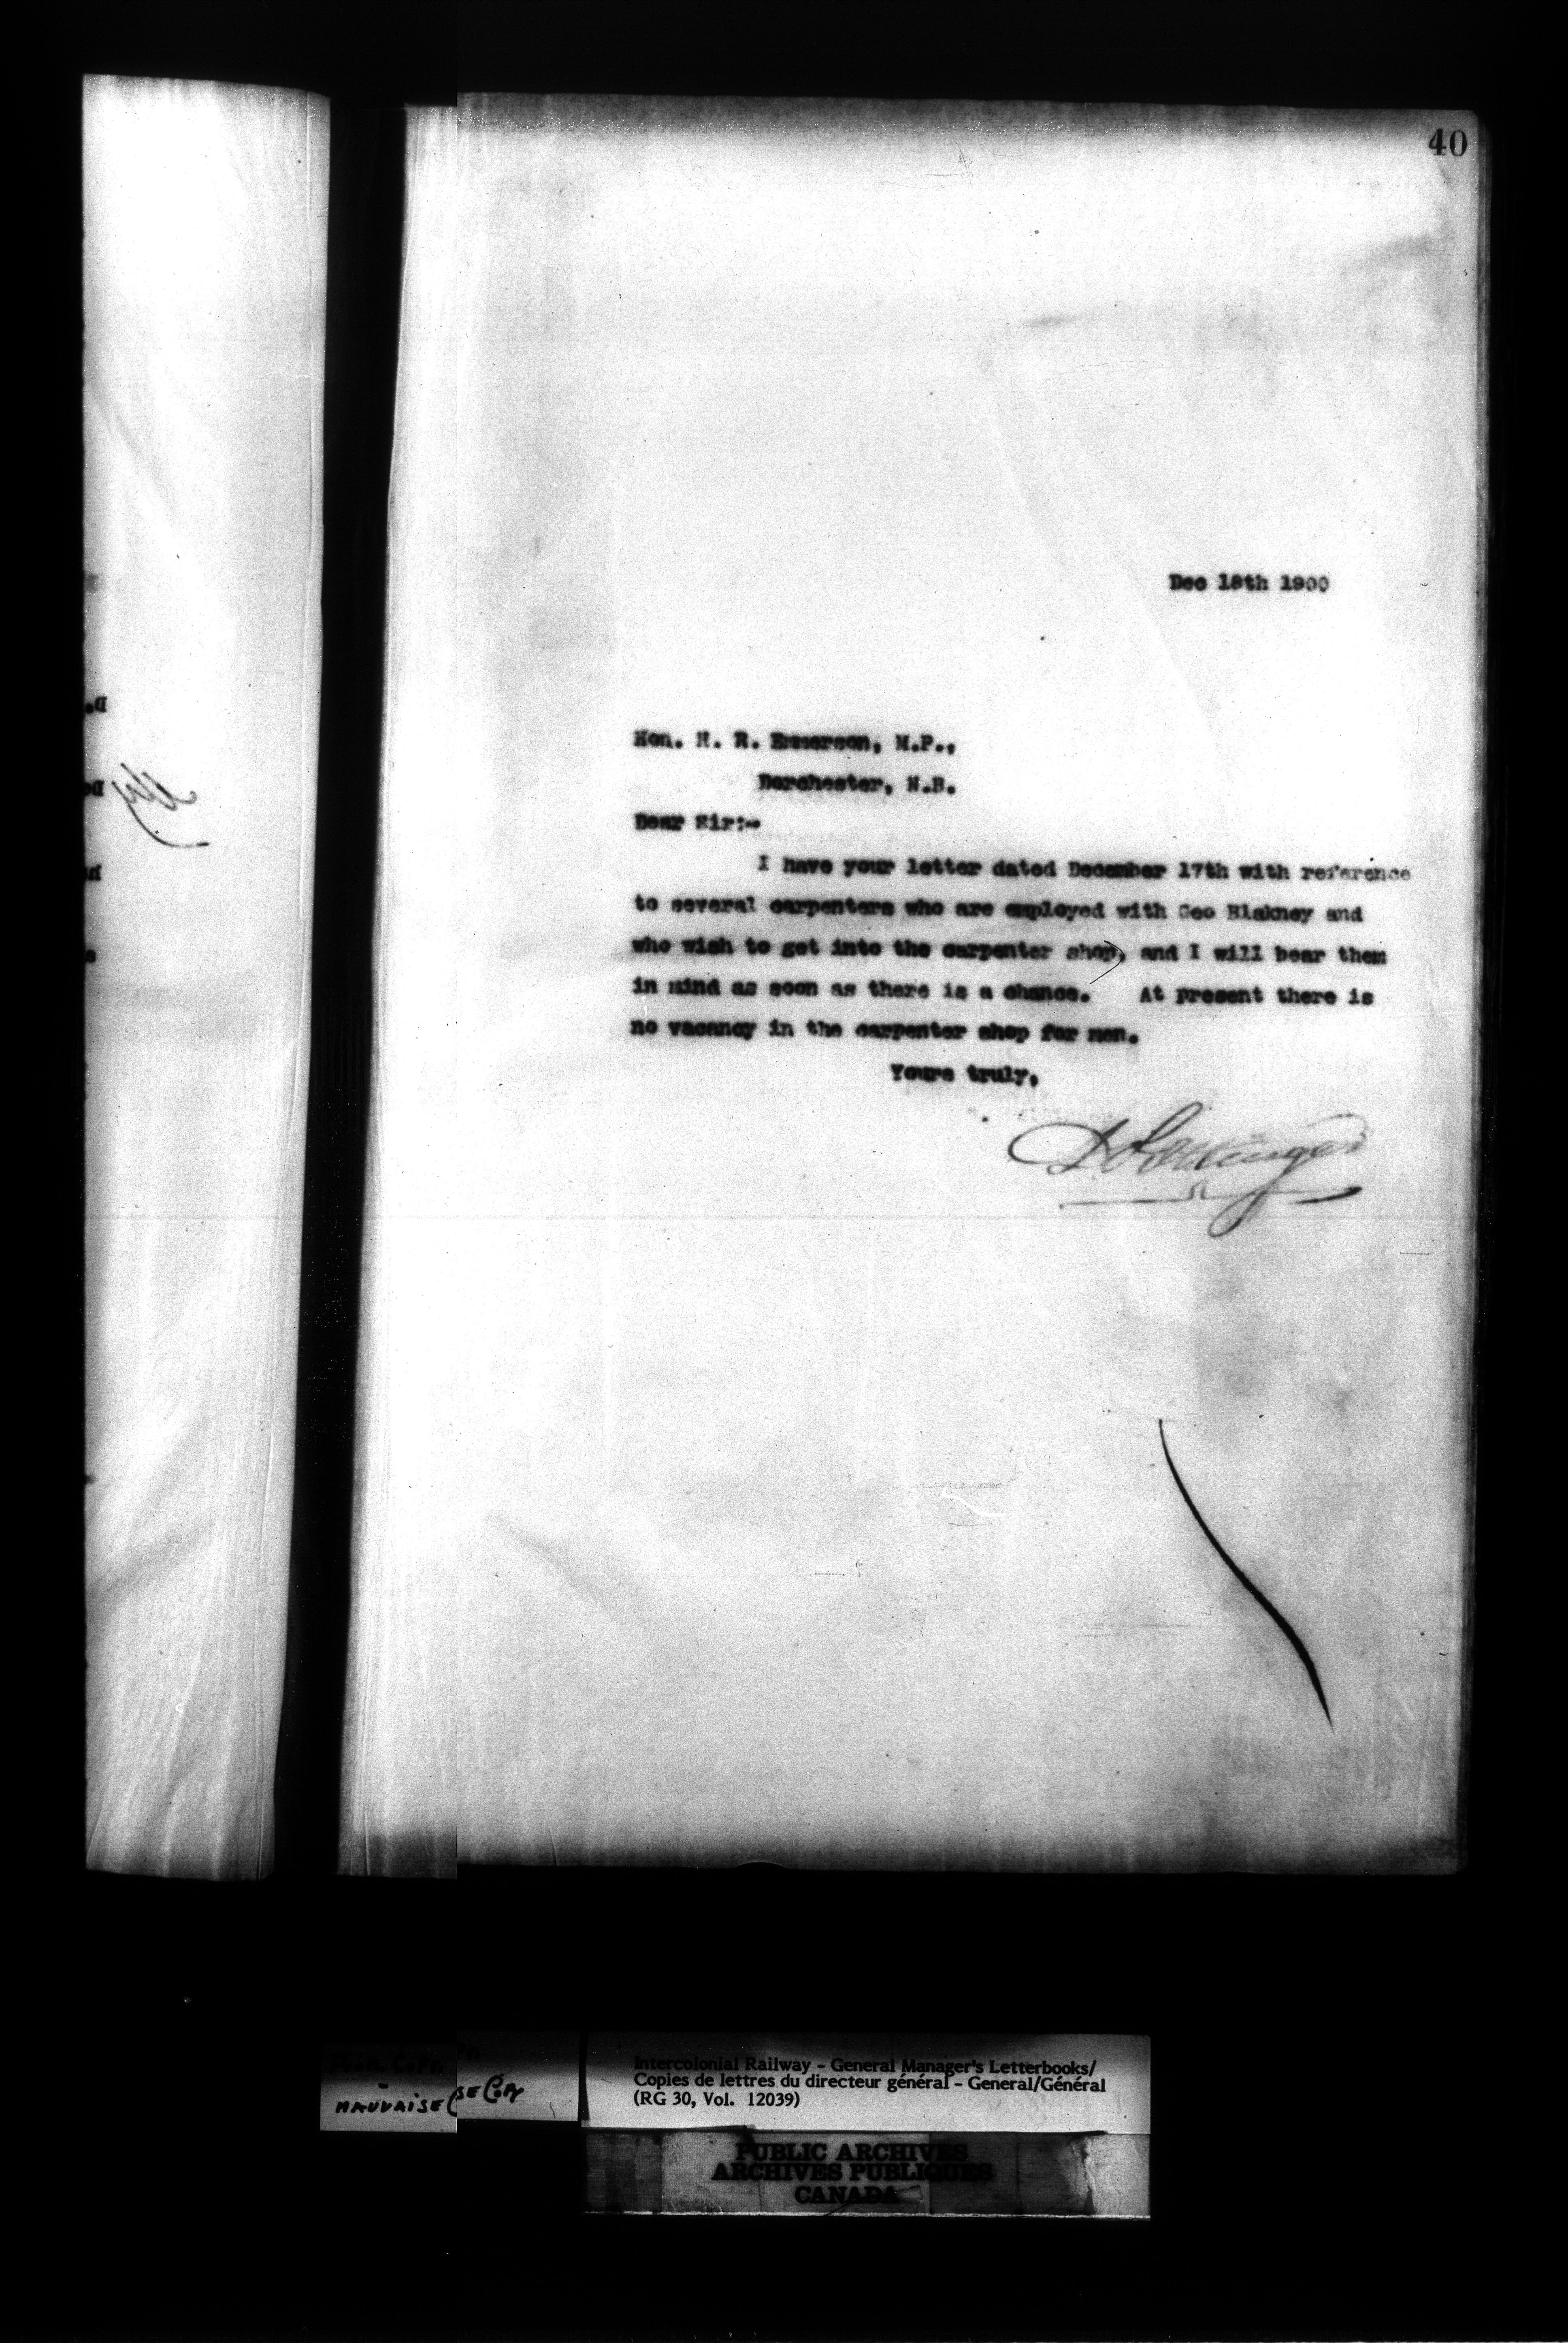 40
Dec 18th 1900
Hon. H. R. Emmerson, M.P.,
Dorchester, N.B.
Dear Sir:-
I have your letter dated December 17th with reference
to several carpenters who are employed with Geo Blakney and
who wish to get into the carpenter shop, and I will bear them
in mind as soon as there is a chance. At present there is
no vacancy in the carpenter shop for men.
Yours truly,
D Pottinger
MAUVAISE COPY
Intercolonial Railway - General Manager's Letterbooks/
Copies de lettres du directeur général - General/Général
(RG 30, Vol. 12039)
PUBLIC ARCHIVES
ARCHIVES PUBLIQUES
CANADA